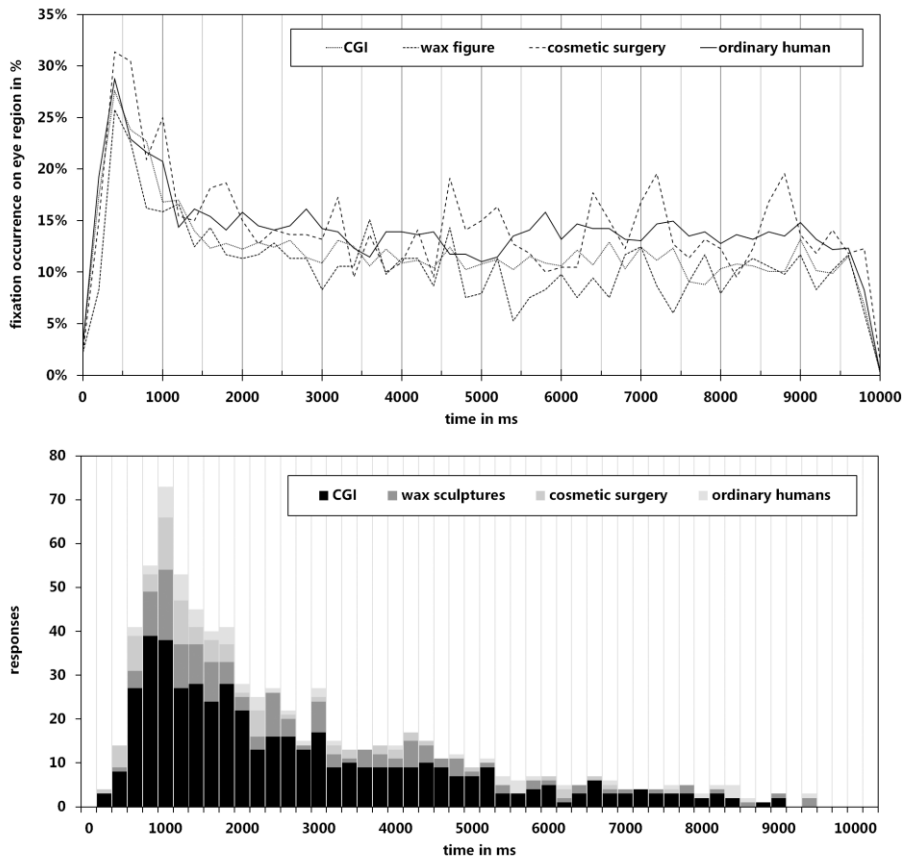 35%
30%
25%
20%
15%
10%
5%
0%
fixation occurrence on eye region in %
CGI wax figure cosmetic surgery ordinary human
0 1000 2000 3000 4000 5000 6000 7000 8000 9000 10000
time in ms
80
70
60
50
40
30
20
10
0
responses
CGI wax sculptures cosmetic surgery ordinary humans
0 1000 2000 3000 4000 5000 6000 7000 8000 9000 10000
time in ms